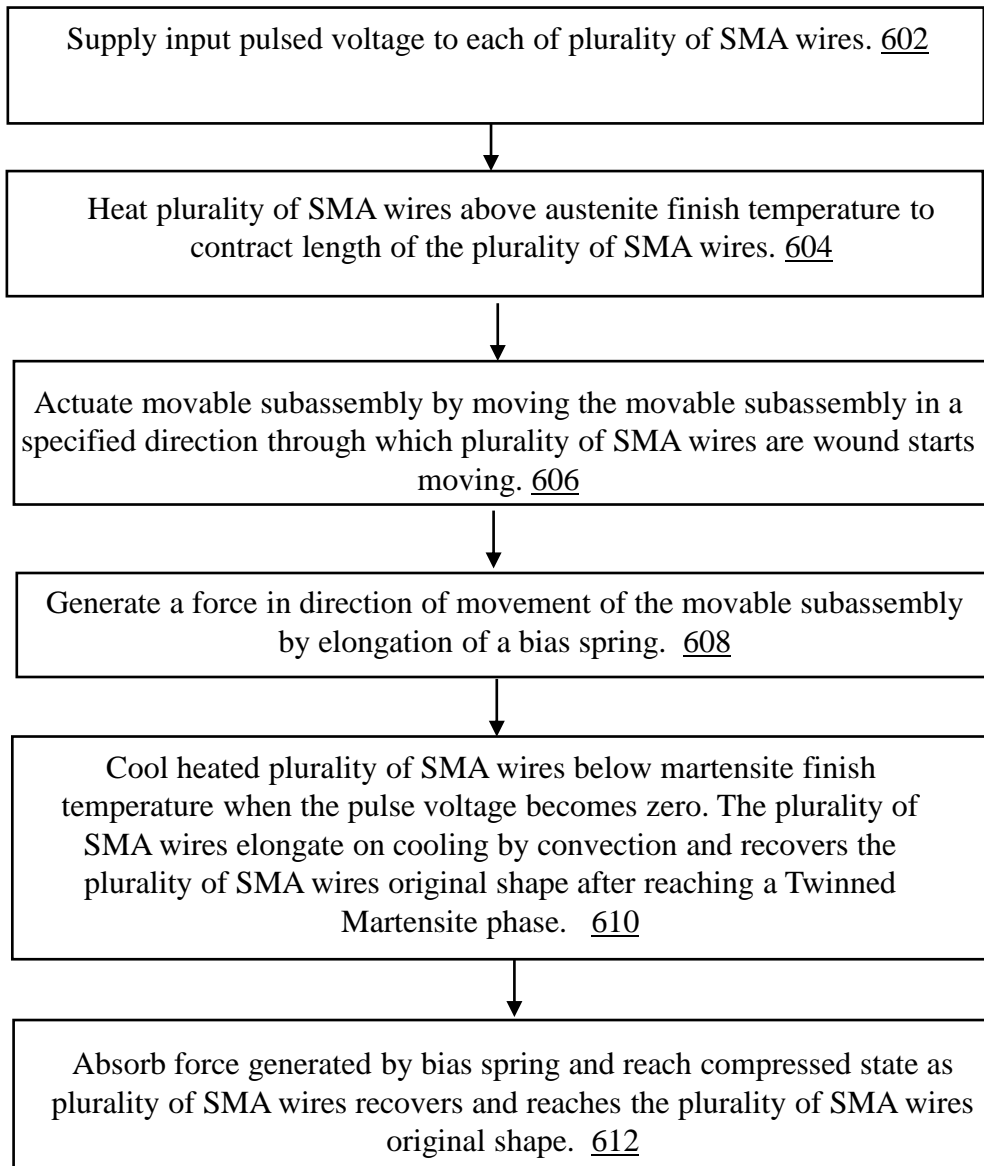 Supply input pulsed voltage to each of plurality of SMA wires. 602
Heat plurality of SMA wires above austenite finish temperature to
contract length of the plurality of SMA wires. 604
Actuate movable subassembly by moving the movable subassembly in a
specified direction through which plurality of SMA wires are wound starts
moving. 606
Generate a force in direction of movement of the movable subassembly
by elongation of a bias spring. 608
Cool heated plurality of SMA wires below martensite finish
temperature when the pulse voltage becomes zero. The plurality of
SMA wires elongate on cooling by convection and recovers the
plurality of SMA wires original shape after reaching a Twinned
Martensite phase. 610
Absorb force generated by bias spring and reach compressed state as
plurality of SMA wires recovers and reaches the plurality of SMA wires
original shape. 612